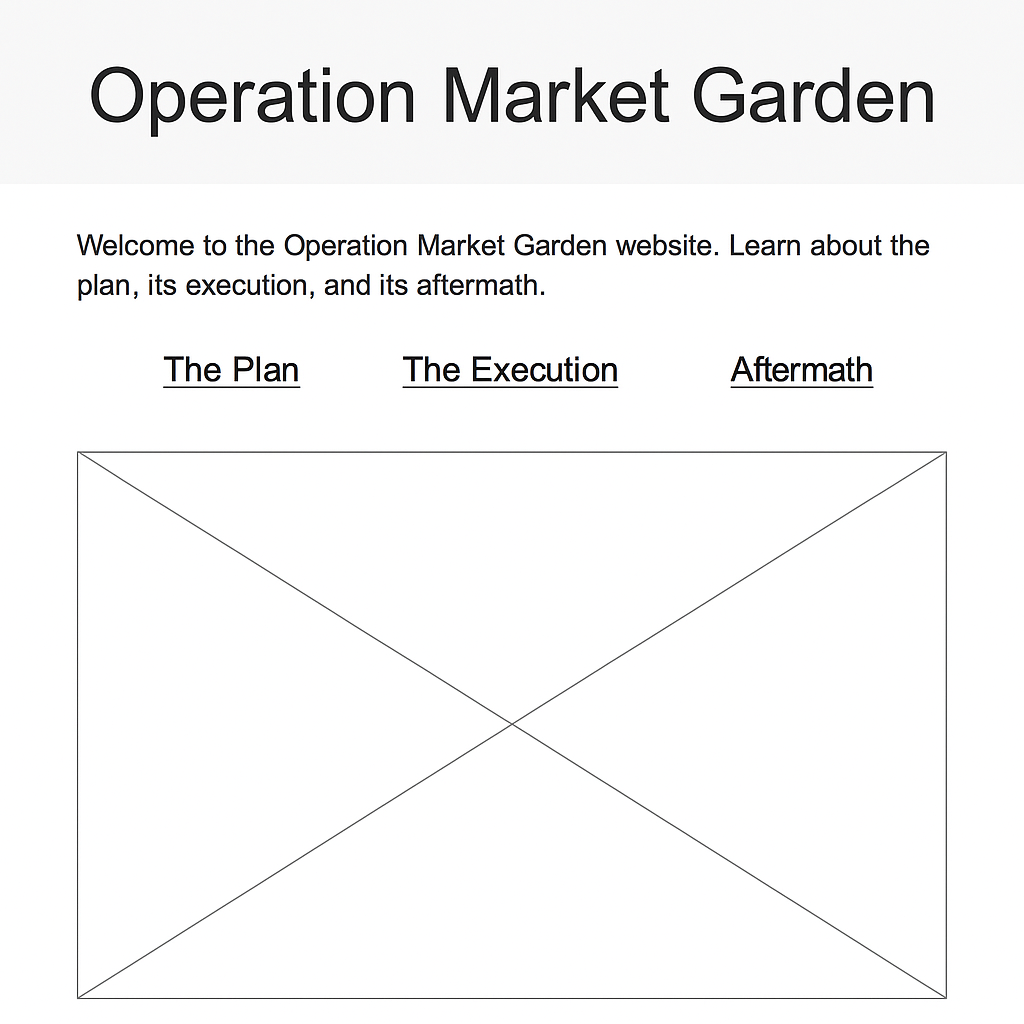 Operation Market Garden
Welcome to the Operation Market Garden website. Learn about the
plan, its execution, and its aftermath.
The Plan
The Execution
Aftermath